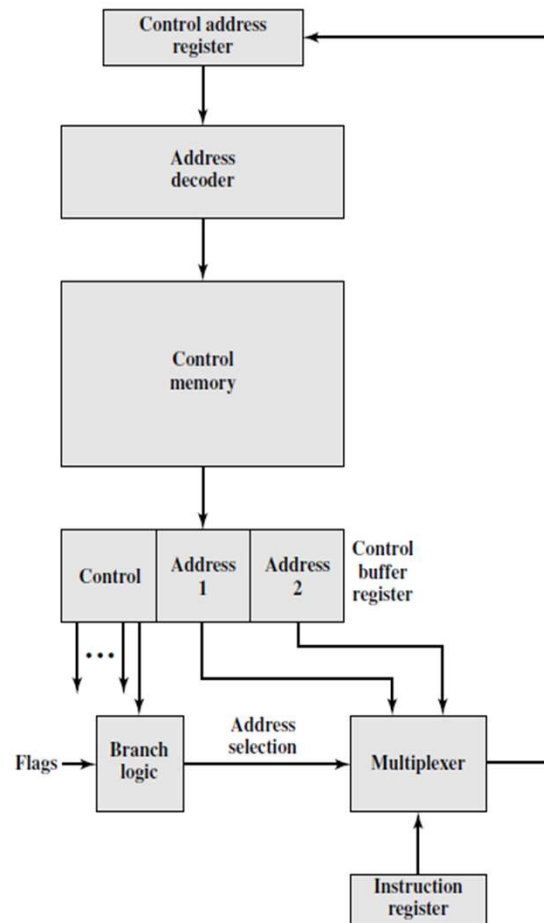 Control address
register
Address
decoder
Control
memory
Control
Address
1
Address
2
Control
buffer
register
Flags
Branch
logic
Address
selection
Multiplexer
Instruction
register